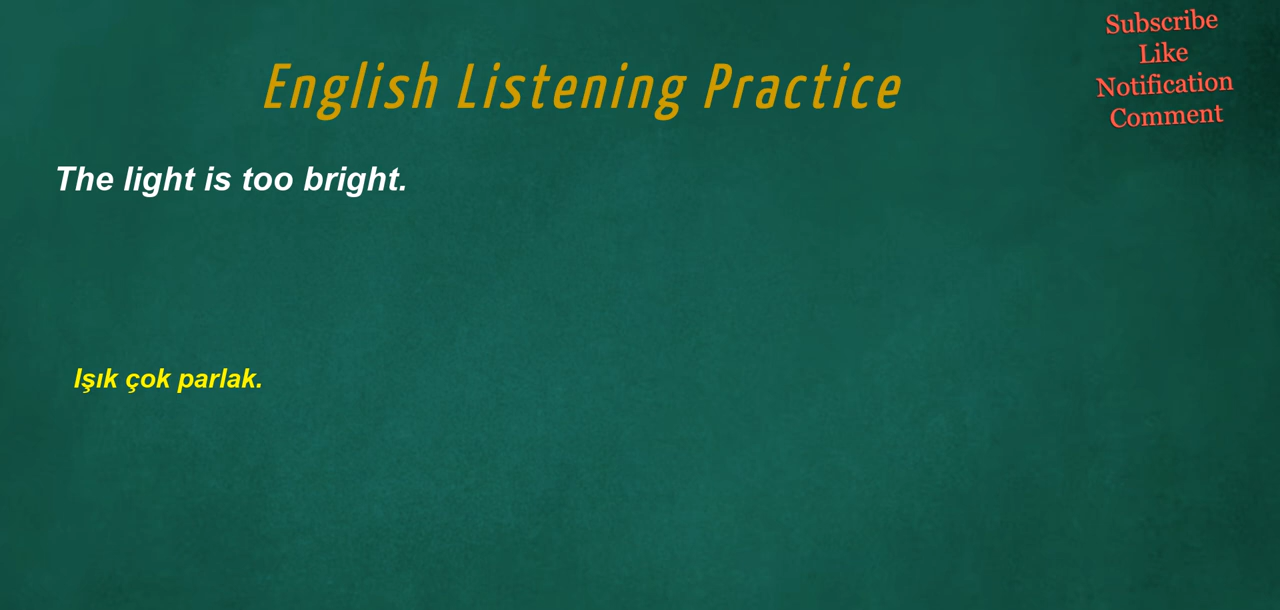 Subscribe
Like
Notification
Comment
English Listening Practice
The light is too bright.
Işık çok parlak.